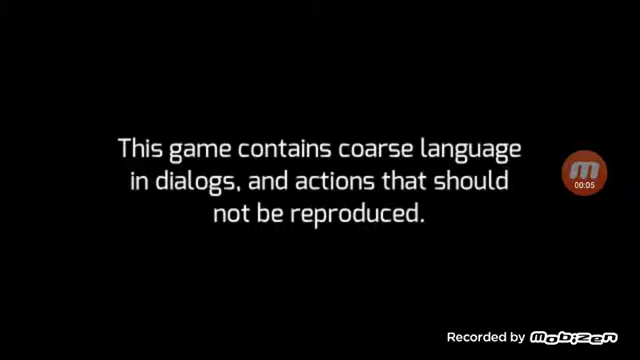 This game contains coarse language
in dialogs, and actions that should
not be reproduced.
00:05
Recorded by mobizen